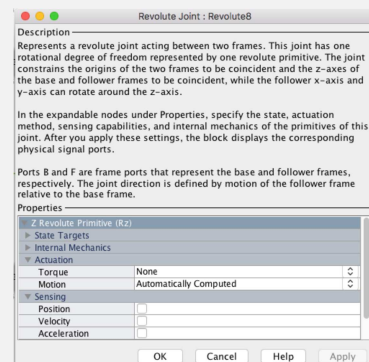 Revolute Joint : Revolute8
Description
Represents a revolute joint acting between two frames. This joint has one
rotational degree of freedom represented by one revolute primitive. The joint
constrains the origins of the two frames to be coincident and the z-axes of
the base and follower frames to be coincident, while the follower x-axis and
y-axis can rotate around the z-axis.
In the expandable nodes under Properties, specify the state, actuation
method, sensing capabilities, and internal mechanics of the primitives of this
joint. After you apply these settings, the block displays the corresponding
physical signal ports.
Ports B and F are frame ports that represent the base and follower frames,
respectively. The joint direction is defined by motion of the follower frame
relative to the base frame.
Properties
Z Revolute Primitive (Rz)
State Targets
Internal Mechanics
Actuation
Torque None
Motion Automatically Computed
Sensing
Position
Velocity
Acceleration
OK Cancel Help Apply